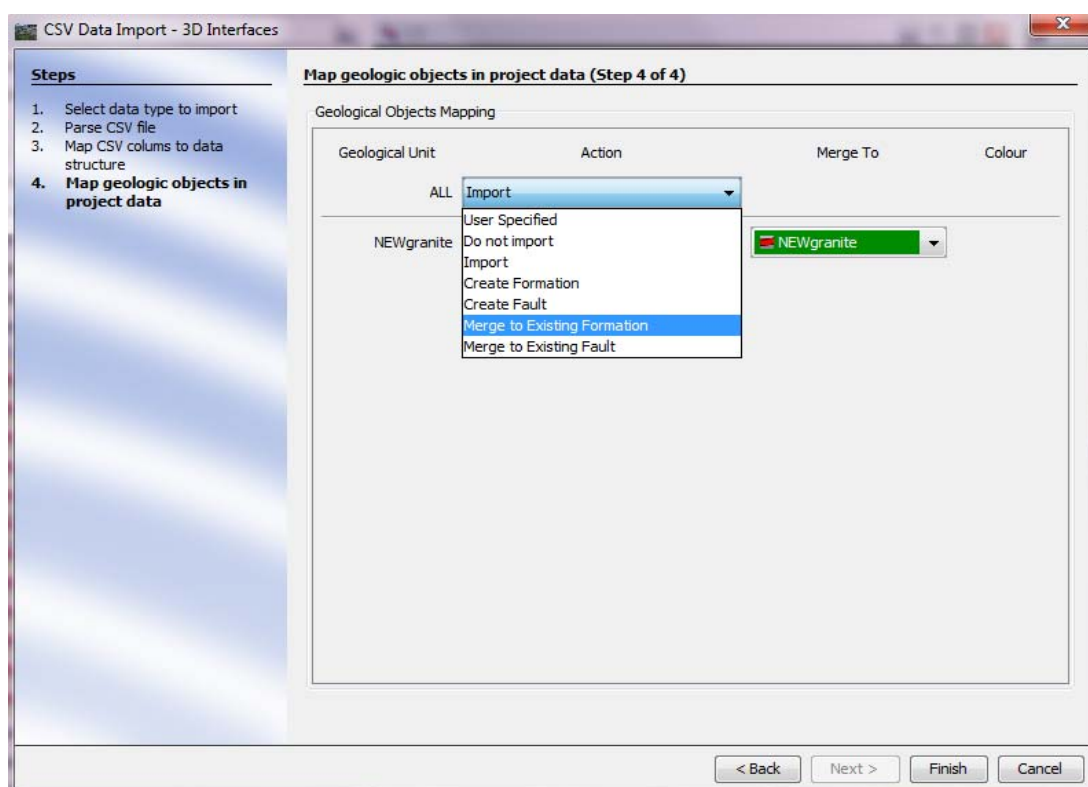 CSV Data Import - 3D Interfaces
Steps
1. Select data type to import
2. Parse CSV file
3. Map CSV colums to data
structure
4. Map geologic objects in
project data
Map geologic objects in project data (Step 4 of 4)
Geological Objects Mapping
Geological Unit Action Merge To Colour
ALL Import
User Specified
NEWgranite Do not import NEWgranite
Import
Create Formation
Create Fault
Merge to Existing Formation
Merge to Existing Fault
< Back Next > Finish Cancel